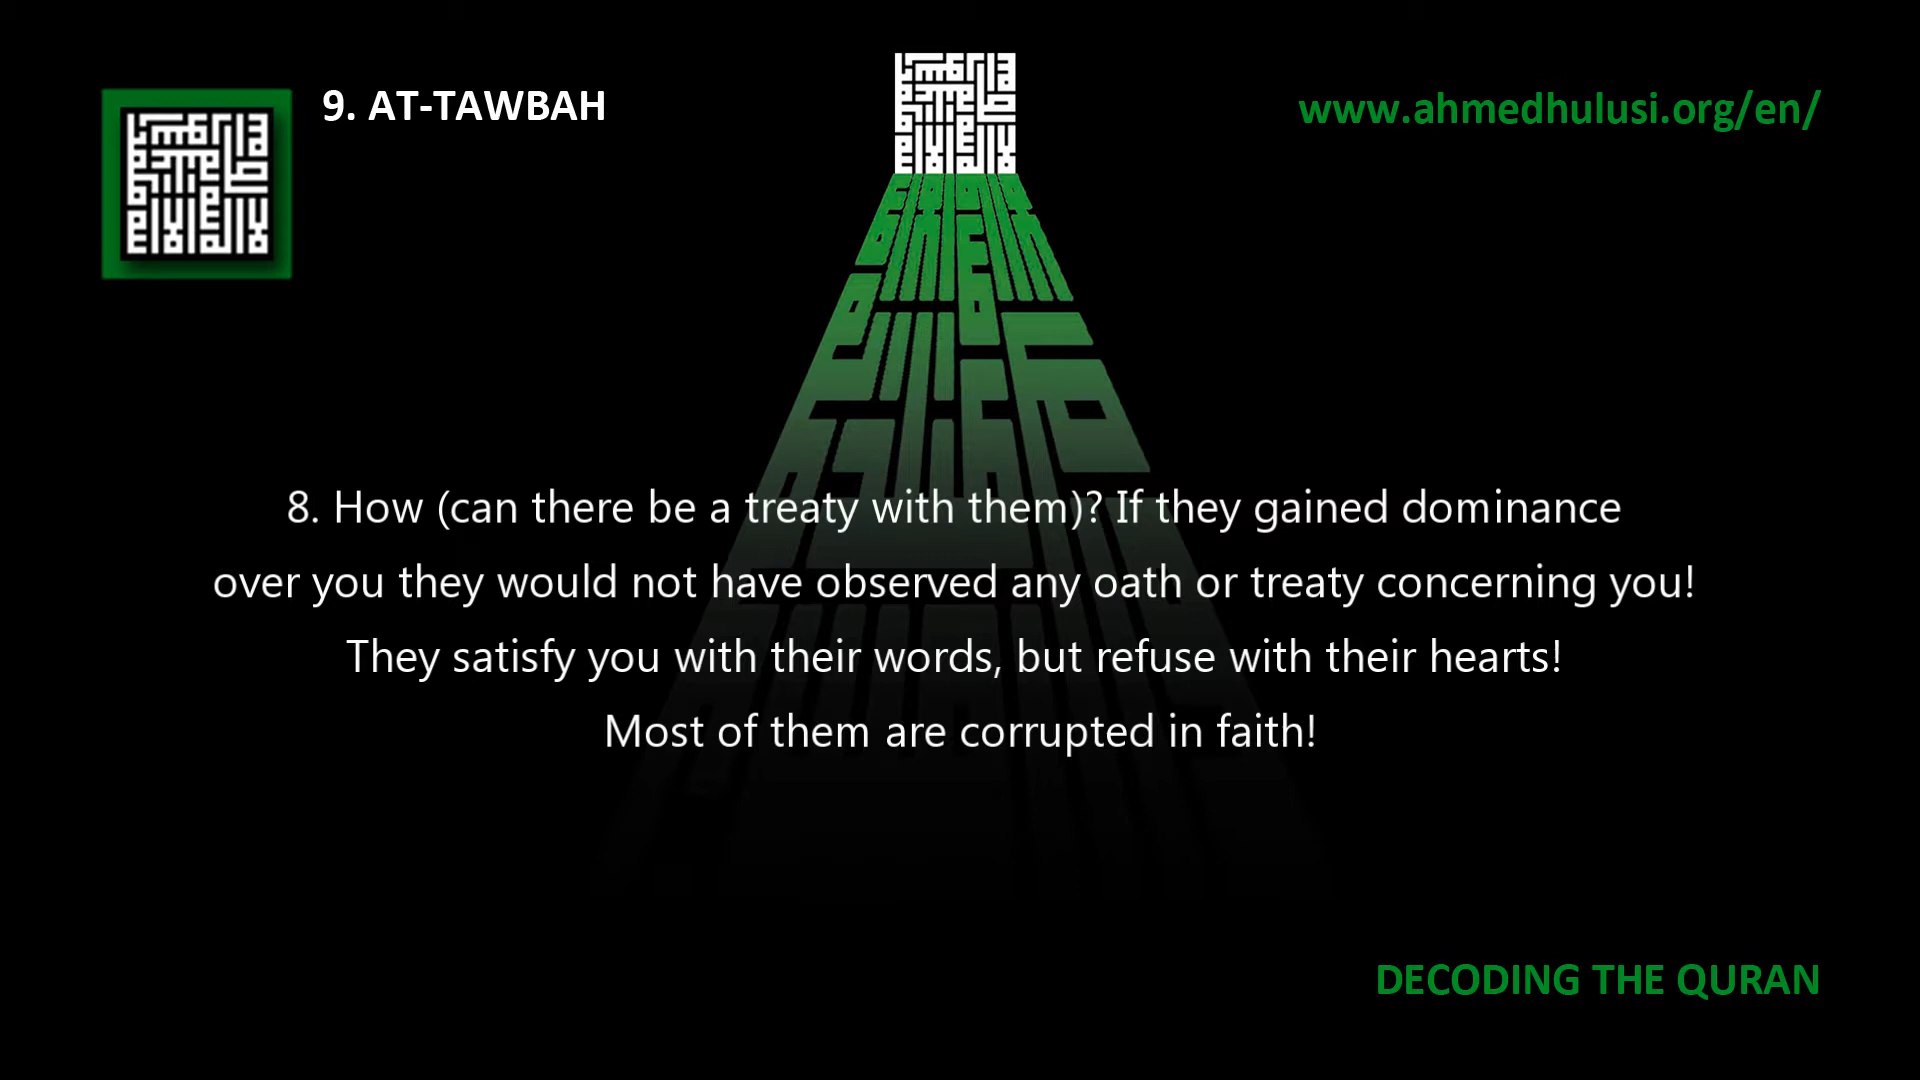 9. AT-TAWBAH
www.ahmedhulusi.org/en/
8. How (can there be a treaty with them)? If they gained dominance
over you they would not have observed any oath or treaty concerning you!
They satisfy you with their words, but refuse with their hearts!
Most of them are corrupted in faith!
DECODING THE QURAN